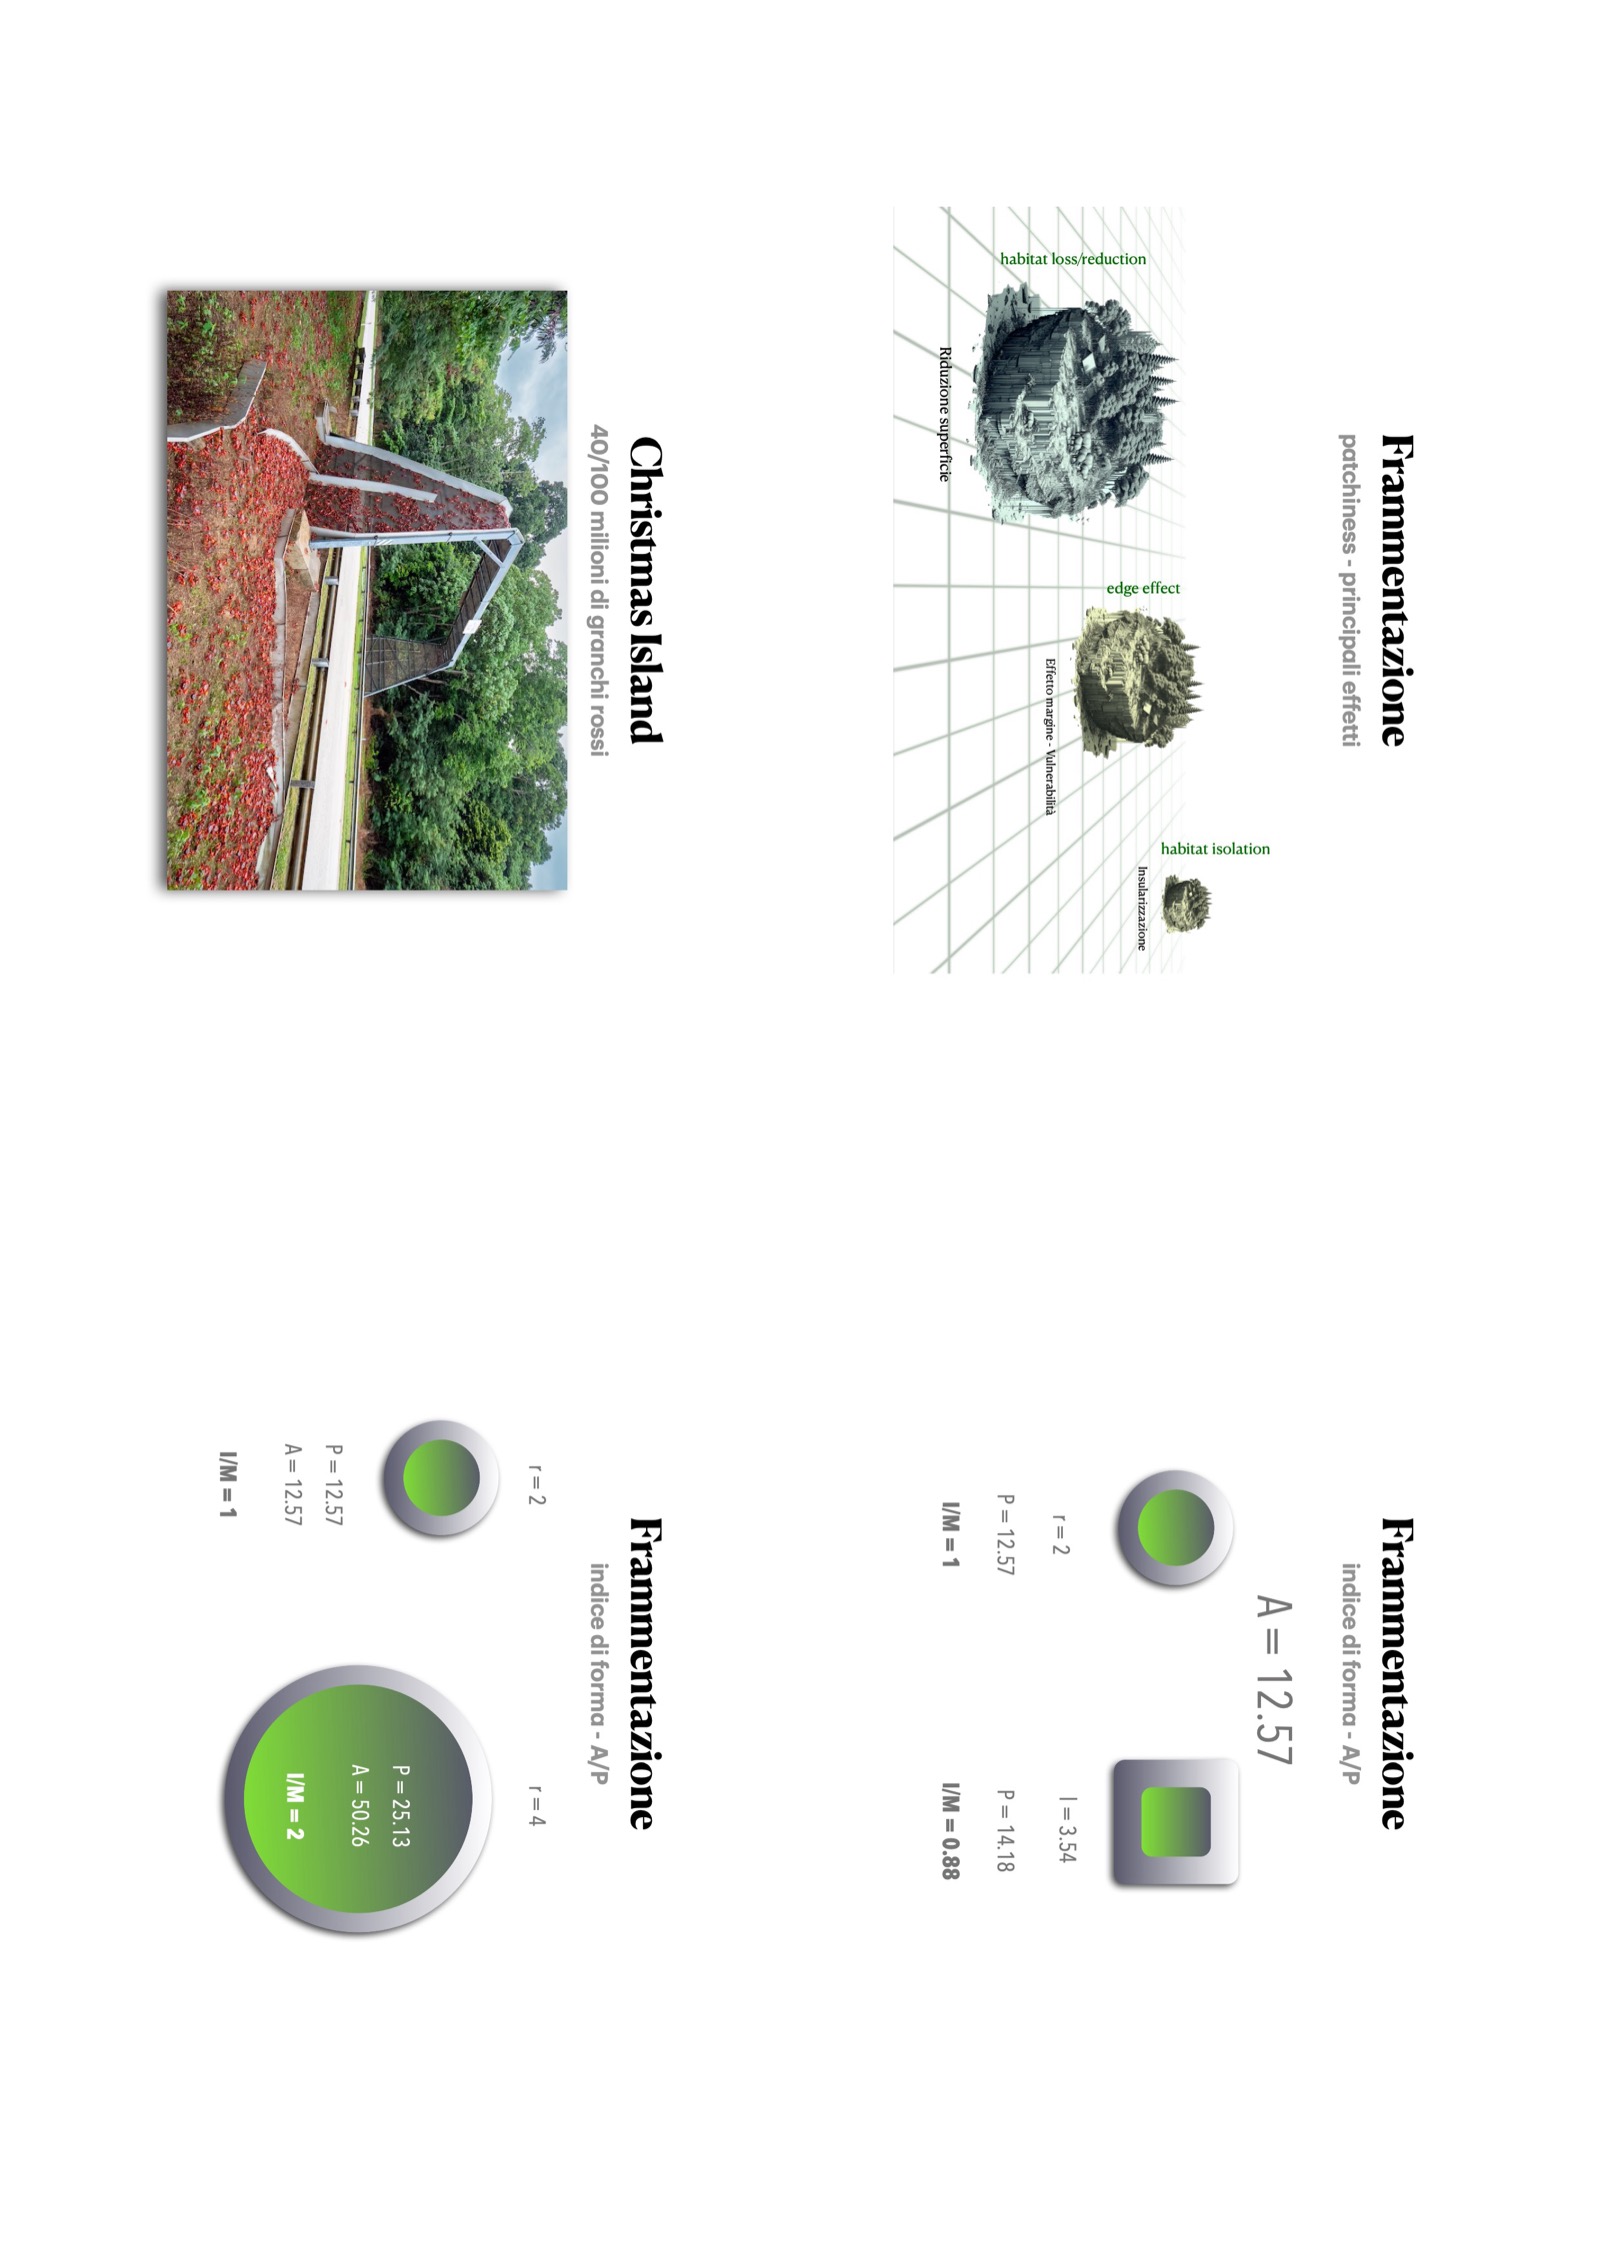 Frammentazione
patchiness - principali effetti
habitat loss/reduction
Riduzione superficie
edge effect
Effetto margine - Vulnerabilità
habitat isolation
Insularizzazione
Frammentazione
indice di forma - A/P
A = 12.57
r = 2
P = 12.57
I/M = 1
l = 3.54
P = 14.18
I/M = 0.88
Christmas Island
40/100 milioni di granchi rossi
Frammentazione
indice di forma - A/P
r = 2
P = 12.57
A = 12.57
I/M = 1
r = 4
P = 25.13
A = 50.26
I/M = 2